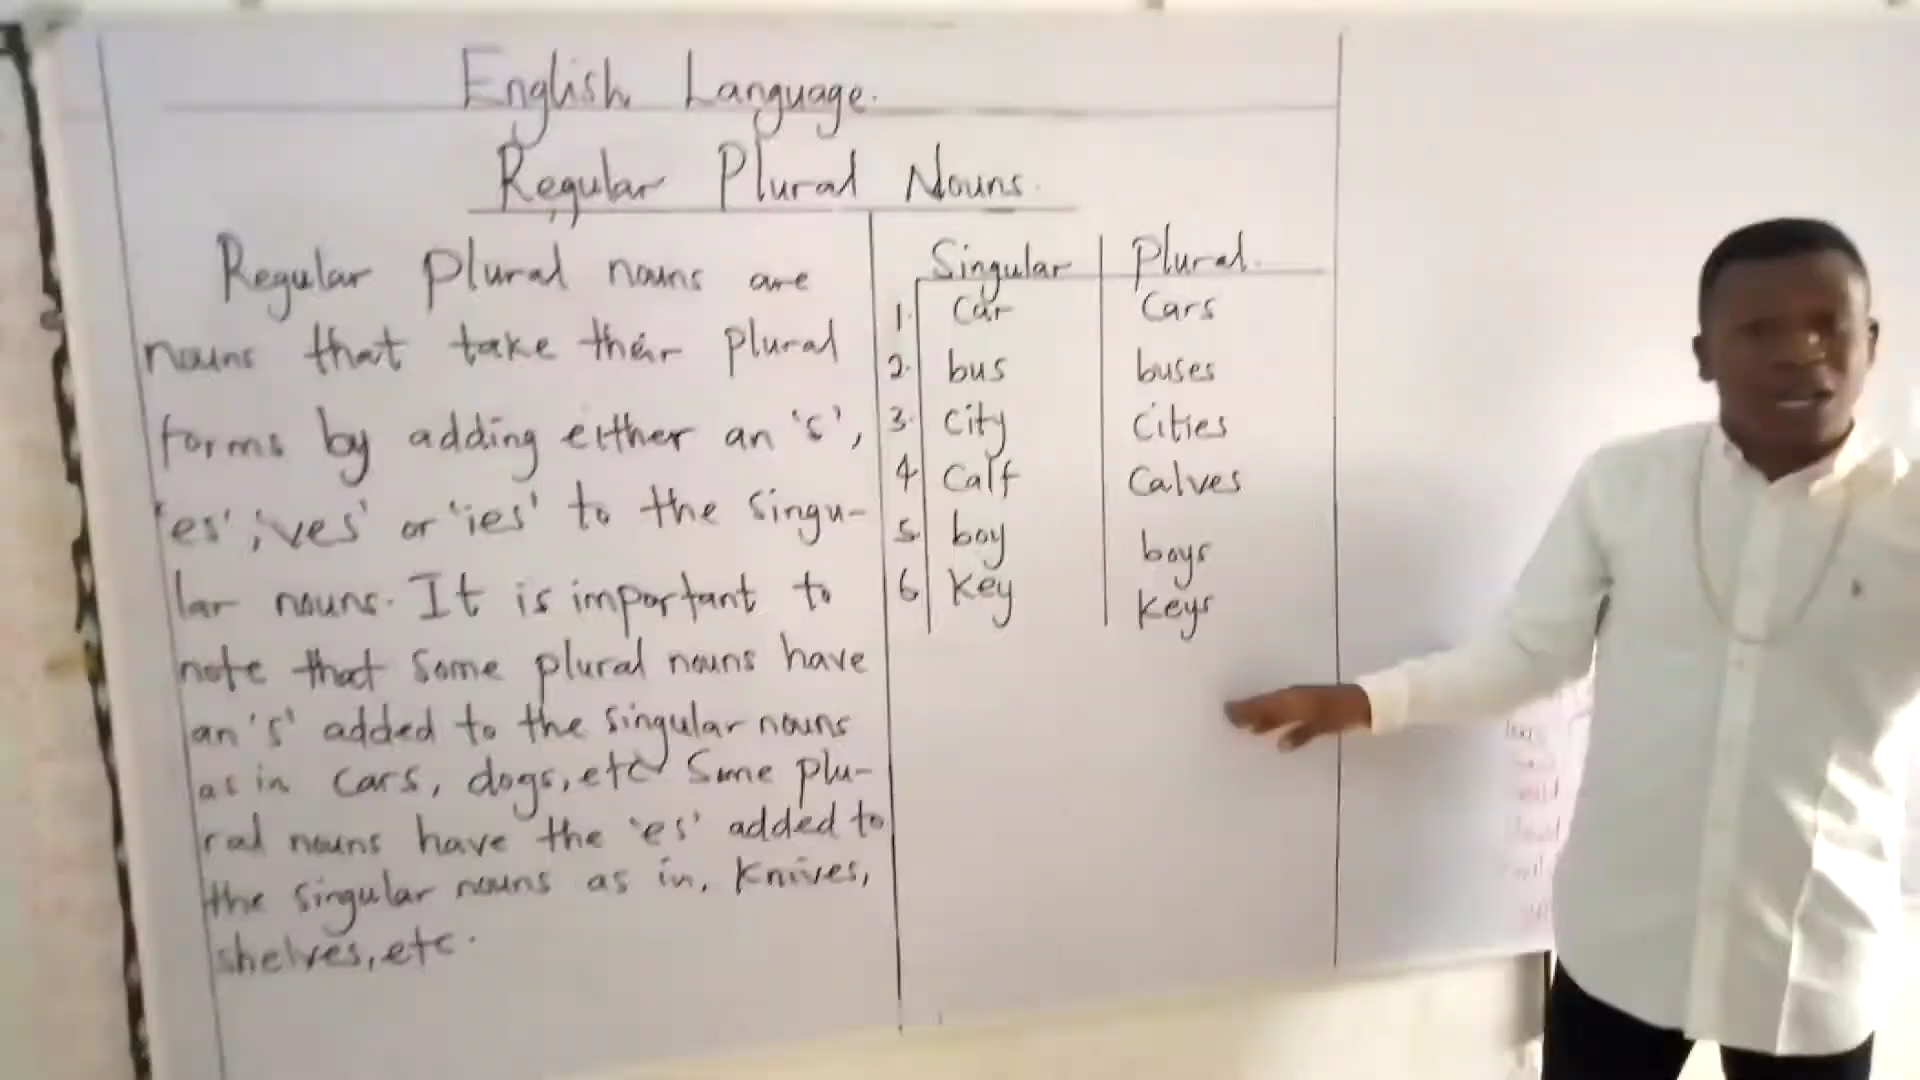 English Language.
Regular Plural Nouns.
Regular plural nouns are
nouns that take their plural
forms by adding either an 's',
'es', 'ves' or 'ies' to the singu-
lar nouns. It is important to
note that some plural nouns have
an 's' added to the singular nouns
as in cars, dogs, etc Some plu-
ral nouns have the 'es' added to
the singular nouns as in, knives,
shelves, etc.
Singular Plural.
1. Car Cars
2. bus buses
3. City Cities
4 Calf Calves
5. boy boys
6 Key Keys